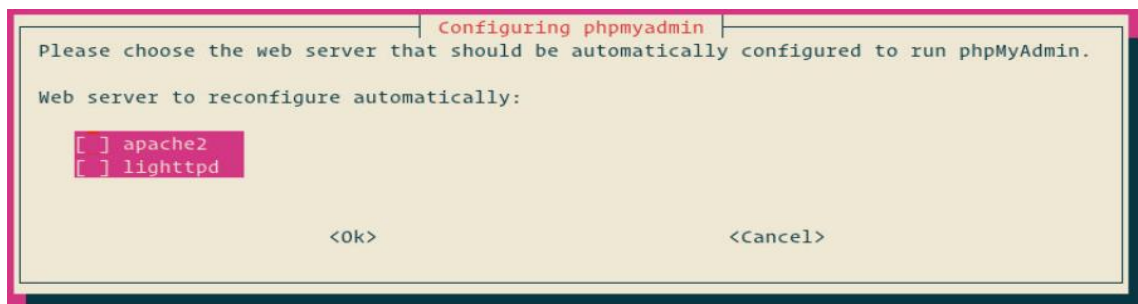 Configuring phpmyadmin
Please choose the web server that should be automatically configured to run phpMyAdmin.
Web server to reconfigure automatically:
[ ] apache2
[ ] lighttpd
<Ok> <Cancel>